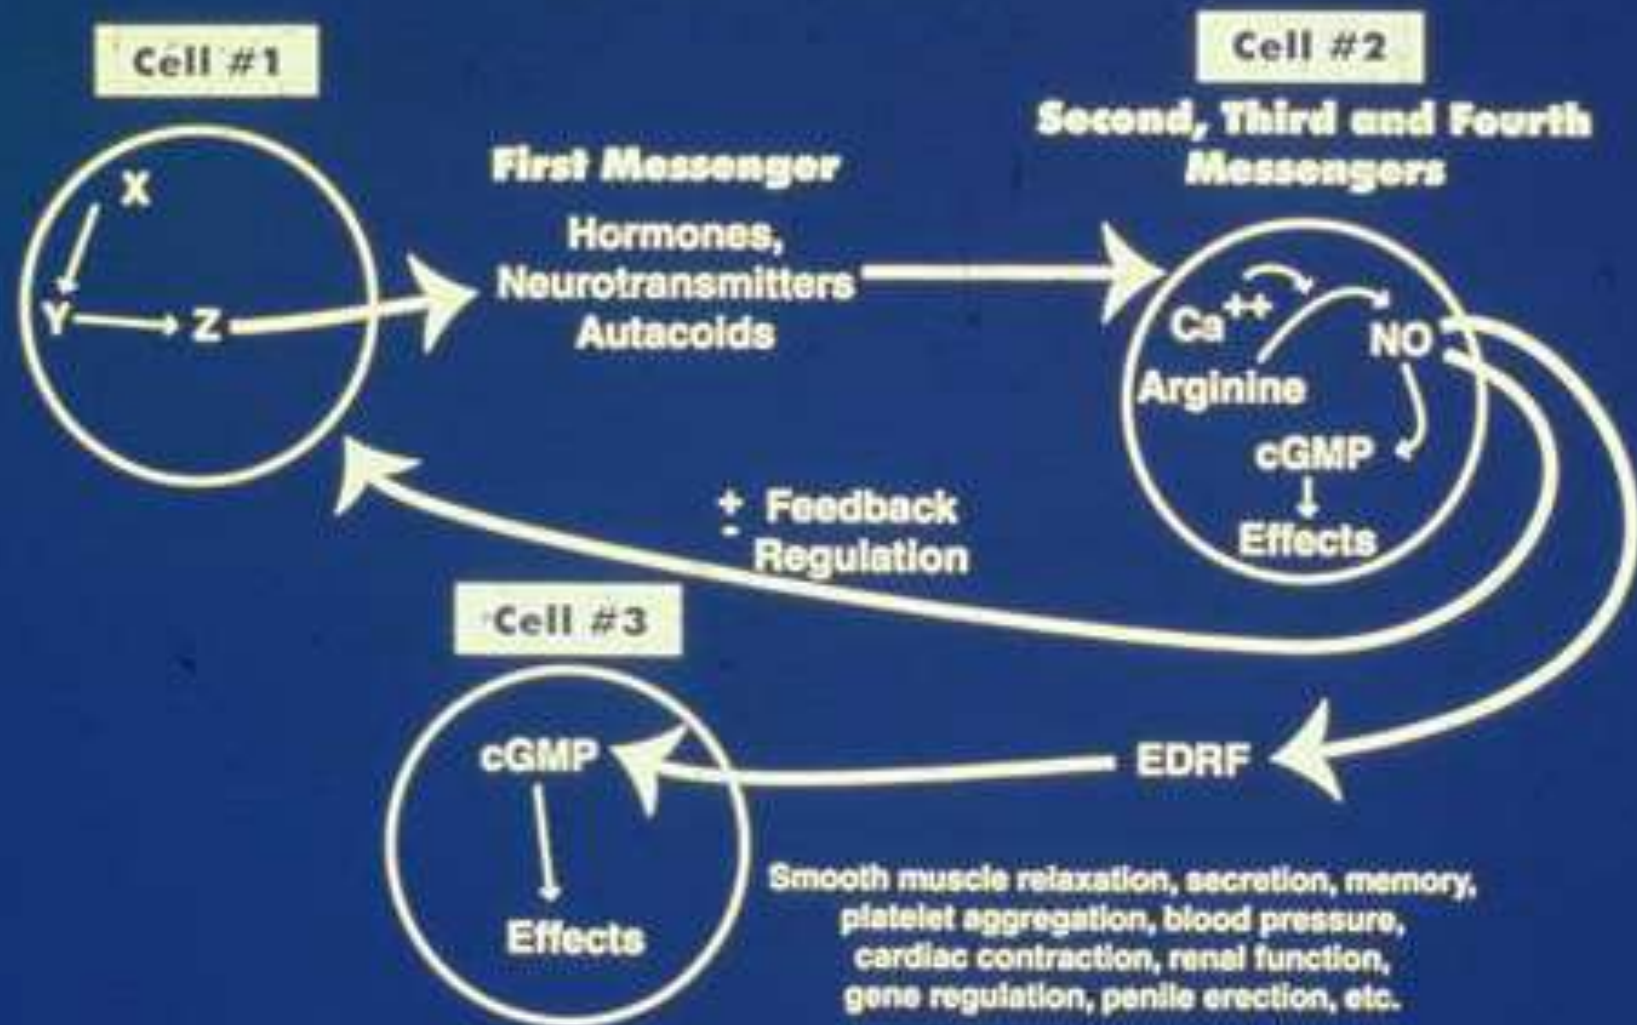 Cell #1
X
Y
Z
First Messenger
Hormones,
Neurotransmitters
Autacoids
Cell #2
Second, Third and Fourth
Messengers
Ca++
NO
Arginine
cGMP
Effects
+ Feedback
- Regulation
Cell #3
cGMP
Effects
EDRF
Smooth muscle relaxation, secretion, memory,
platelet aggregation, blood pressure,
cardiac contraction, renal function,
gene regulation, penile erection, etc.